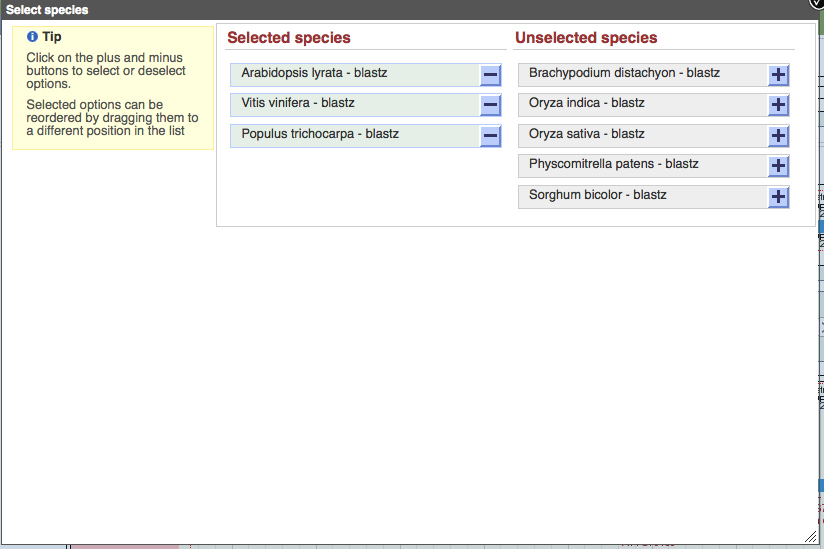 Select species
Tip
Click on the plus and minus
buttons to select or deselect
options.
Selected options can be
reordered by dragging them to
a different position in the list
Selected species
Arabidopsis lyrata - blastz
Vitis vinifera - blastz
Populus trichocarpa - blastz
Unselected species
Brachypodium distachyon - blastz
Oryza indica - blastz
Oryza sativa - blastz
Physcomitrella patens - blastz
Sorghum bicolor - blastz